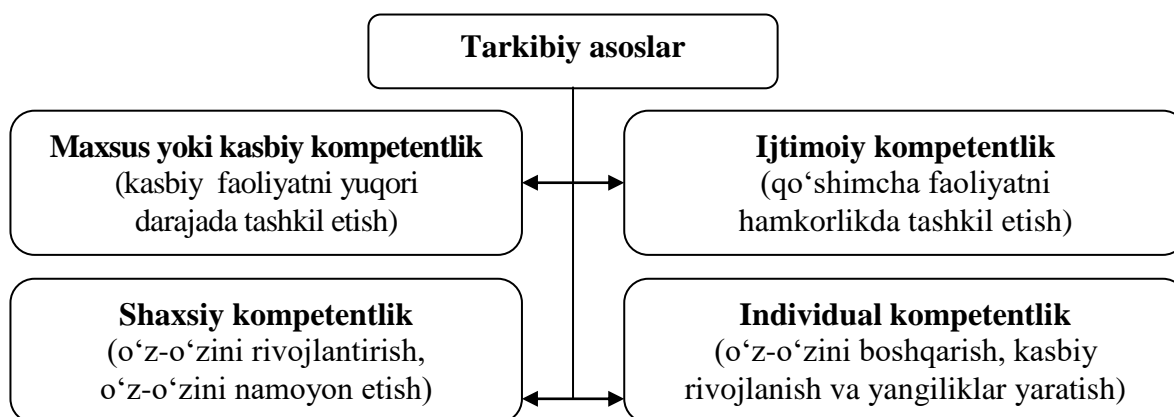 Tarkibiy asoslar
Maxsus yoki kasbiy kompetentlik
(kasbiy faoliyatni yuqori
darajada tashkil etish)
Ijtimoiy kompetentlik
(qo‘shimcha faoliyatni
hamkorlikda tashkil etish)
Shaxsiy kompetentlik
(o‘z-o‘zini rivojlantirish,
o‘z-o‘zini namoyon etish)
Individual kompetentlik
(o‘z-o‘zini boshqarish, kasbiy
rivojlanish va yangiliklar yaratish)